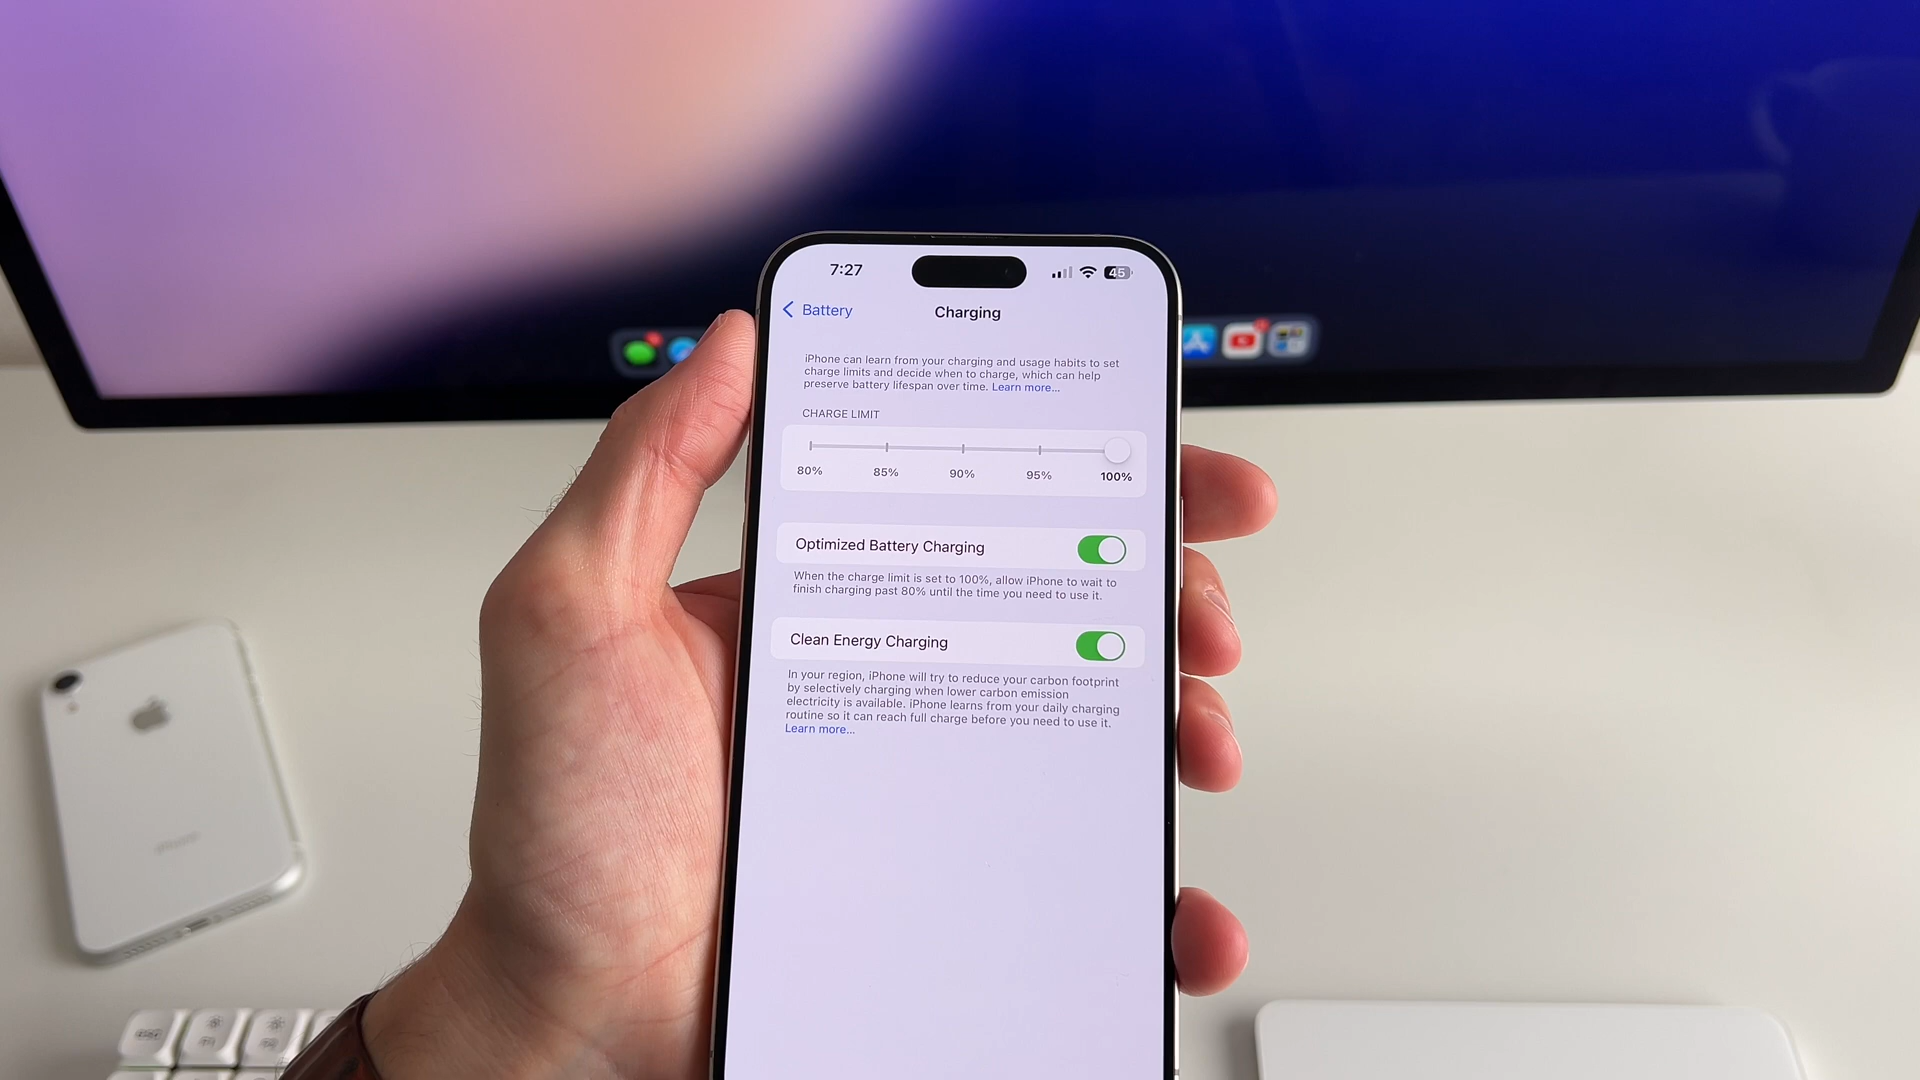 7:27
45
Battery
Charging
iPhone can learn from your charging and usage habits to set
charge limits and decide when to charge, which can help
preserve battery lifespan over time. Learn more...
CHARGE LIMIT
80% 85% 90% 95% 100%
Optimized Battery Charging
When the charge limit is set to 100%, allow iPhone to wait to
finish charging past 80% until the time you need to use it.
Clean Energy Charging
In your region, iPhone will try to reduce your carbon footprint
by selectively charging when lower carbon emission
electricity is available. iPhone learns from your daily charging
routine so it can reach full charge before you need to use it.
Learn more...
iPhone
esc